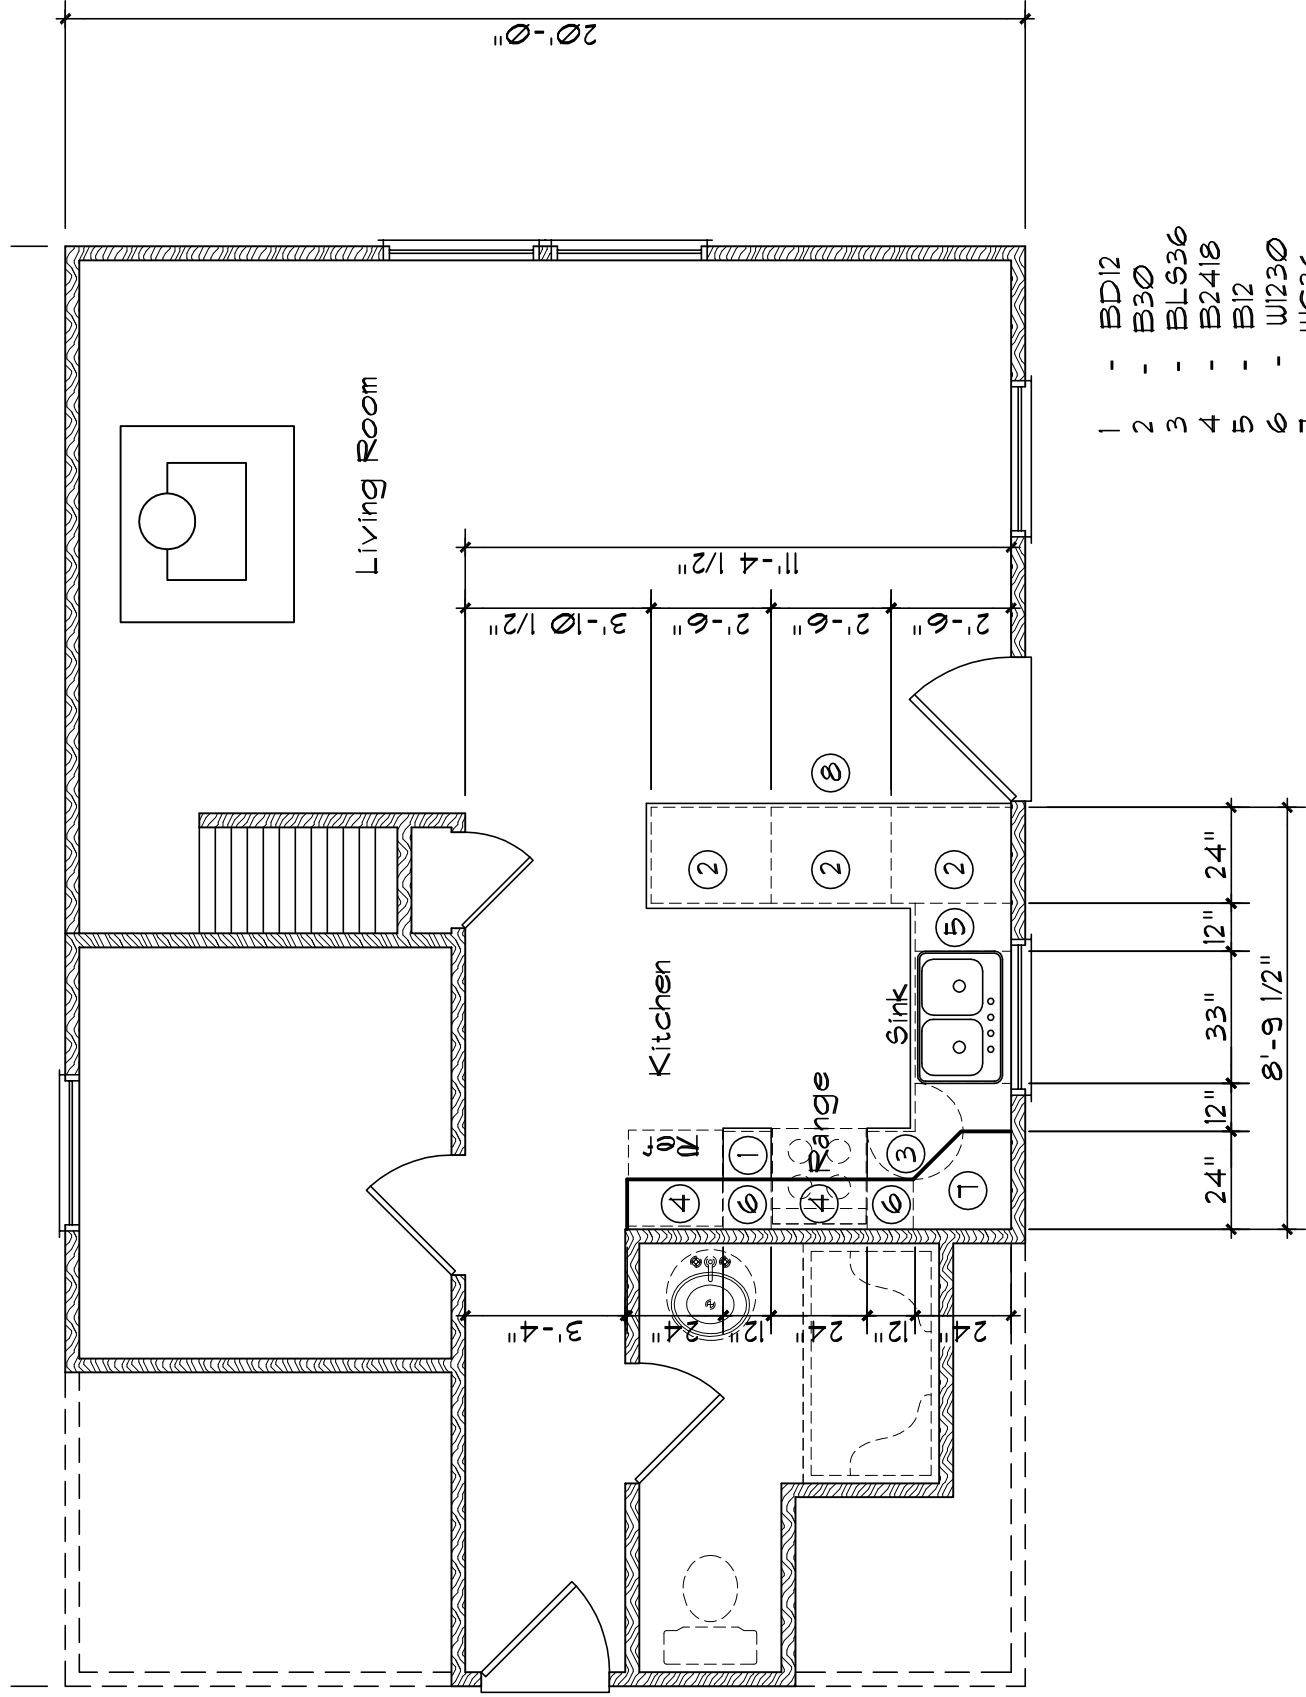 20'-0"
Living Room
11'-4 1/2"
3'-10 1/2"
2'-6"
2'-6"
2'-6"
8
2
2
2
5
Kitchen
Sink
Range
Ref.
1
3
4
6
4
6
7
3'-4"
24"
12"
24"
12"
24"
24"
12"
33"
12"
24"
8'-9 1/2"
1 - BD12
2 - B30
3 - BLS36
4 - B2418
5 - B12
6 - W1230
7